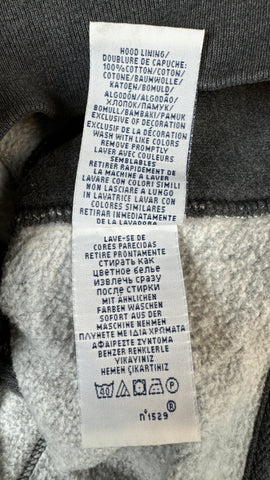 HOOD LINING/
DOUBLURE DE CAPUCHE:
100%COTTON/COTON/
COTONE/BAUMWOLLE/
KATOEN/BOMULD/
ALGODÓN/ALGODÃO/
ХЛОПОК/ПАМУК/
BOMULL/BAMBAKI/PAMUK
EXCLUSIVE OF DECORATION
EXCLUSIF DE LA DÉCORATION
WASH WITH LIKE COLORS
REMOVE PROMPTLY
LAVER AVEC COULEURS
SEMBLABLES
RETIRER RAPIDEMENT DE
LA MACHINE A LAVER
LAVARE CON COLORI SIMILI
NON LASCIARE A LUNGO
IN LAVATRICE LAVAR CON
COLORES SIMILARES
RETIRAR INMEDIATAMENTE
DE LA LAVADORA
LAVE-SE DE
CORES PARECIDAS
RETIRE PRONTAMENTE
стирать как
цветное белье
извлечь сразу
после стирки
MIT ÄHNLICHEN
FARBEN WASCHEN
SOFORT AUS DER
MASCHINE NEHMEN
ΠΛΥΝΕΤΕ ΜΕ ΙΔΙΑ ΧΡΩΜΑΤΑ
ΑΦΑΙΡΕΣΤΕ ΣΥΝΤΟΜΑ
BENZER RENKLERLE
YIKAYINIZ
HEMEN ÇIKARTINIZ
40 P
n°1529 ®